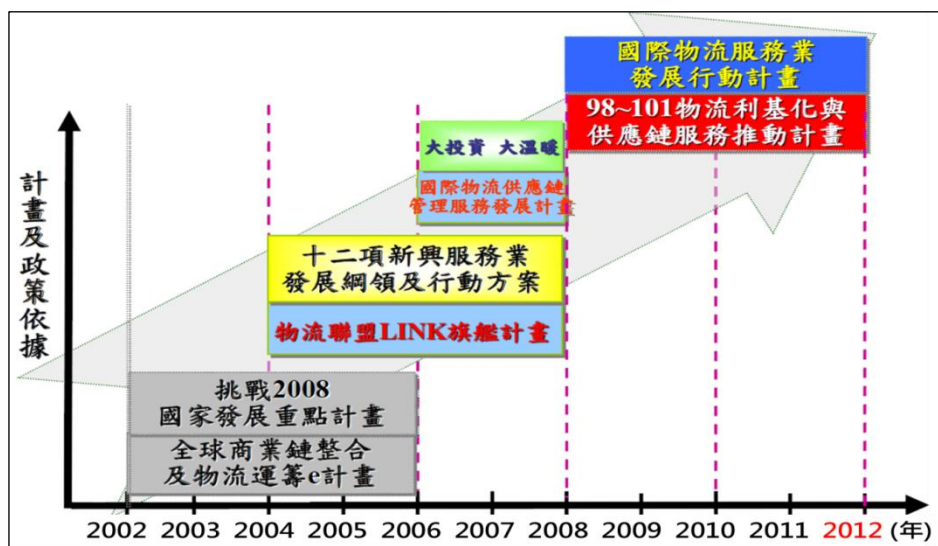 國際物流服務業
發展行動計畫
98~101物流利基化與
供應鏈服務推動計畫
大投資 大溫暖
國際物流供應鏈
管理服務發展計畫
十二項新興服務業
發展綱領及行動方案
物流聯盟LINK旗艦計畫
挑戰2008
國家發展重點計畫
全球商業鏈整合
及物流運籌e計畫
計畫及政策依據
2002 2003 2004 2005 2006 2007 2008 2009 2010 2011 2012 (年)